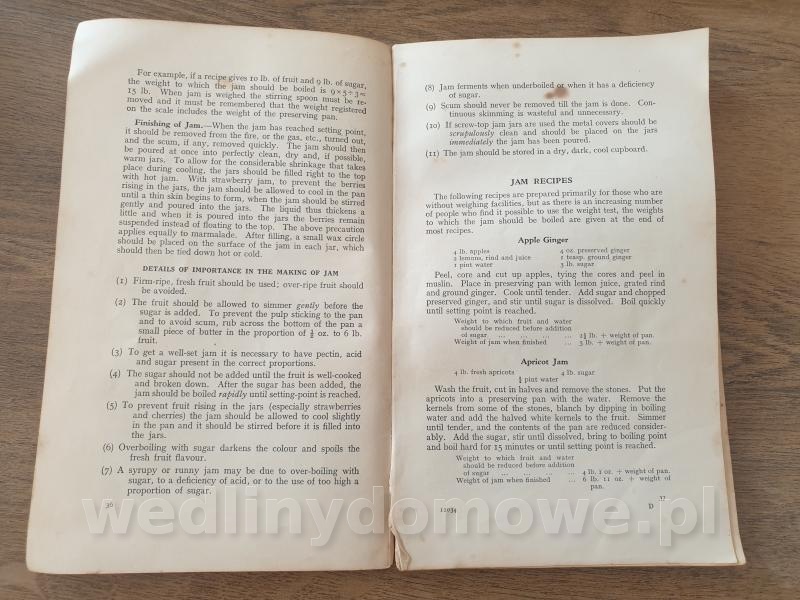 For example, if a recipe gives 10 lb. of fruit and 9 lb. of sugar,
the weight to which the jam should be boiled is 9 × 5 ÷ 3 =
15 lb. When jam is weighed the stirring spoon must be re-
moved and it must be remembered that the weight registered
on the scale includes the weight of the preserving pan.
Finishing of Jam.—When the jam has reached setting point,
it should be removed from the fire, or the gas, etc., turned out,
and the scum, if any, removed quickly. The jam should then
be poured at once into perfectly clean, dry and, if possible,
warm jars. To allow for the considerable shrinkage that takes
place during cooling, the jars should be filled right to the top
with hot jam. With strawberry jam, to prevent the berries
rising in the jars, the jam should be allowed to cool in the pan
until a thin skin begins to form, when the jam should be stirred
gently and poured into the jars. The liquid thus thickens a
little and when it is poured into the jars the berries remain
suspended instead of floating to the top. The above precaution
applies equally to marmalade. After filling, a small wax circle
should be placed on the surface of the jam in each jar, which
should then be tied down hot or cold.
DETAILS OF IMPORTANCE IN THE MAKING OF JAM
(1) Firm-ripe, fresh fruit should be used; over-ripe fruit should
be avoided.
(2) The fruit should be allowed to simmer gently before the
sugar is added. To prevent the pulp sticking to the pan
and to avoid scum, rub across the bottom of the pan a
small piece of butter in the proportion of ½ oz. to 6 lb.
fruit.
(3) To get a well-set jam it is necessary to have pectin, acid
and sugar present in the correct proportions.
(4) The sugar should not be added until the fruit is well-cooked
and broken down. After the sugar has been added, the
jam should be boiled rapidly until setting-point is reached.
(5) To prevent fruit rising in the jars (especially strawberries
and cherries) the jam should be allowed to cool slightly
in the pan and it should be stirred before it is filled into
the jars.
(6) Overboiling with sugar darkens the colour and spoils the
fresh fruit flavour.
(7) A syrupy or runny jam may be due to over-boiling with
sugar, to a deficiency of acid, or to the use of too high a
proportion of sugar.
36
(8) Jam ferments when underboiled or when it has a deficiency
of sugar.
(9) Scum should never be removed till the jam is done. Con-
tinuous skimming is wasteful and unnecessary.
(10) If screw-top jam jars are used the metal covers should be
scrupulously clean and should be placed on the jars
immediately the jam has been poured.
(11) The jam should be stored in a dry, dark, cool cupboard.
JAM RECIPES
The following recipes are prepared primarily for those who are
without weighing facilities, but as there is an increasing number
of people who find it possible to use the weight test, the weights
to which the jam should be boiled are given at the end of
most recipes.
Apple Ginger
4 lb. apples 4 oz. preserved ginger
2 lemons, rind and juice 1 teasp. ground ginger
1 pint water 3 lb. sugar
Peel, core and cut up apples, tying the cores and peel in
muslin. Place in preserving pan with lemon juice, grated rind
and ground ginger. Cook until tender. Add sugar and chopped
preserved ginger, and stir until sugar is dissolved. Boil quickly
until setting point is reached.
Weight to which fruit and water
should be reduced before addition
of sugar ... ... ... ... 2½ lb. + weight of pan.
Weight of jam when finished ... 5 lb. + weight of pan.
Apricot Jam
4 lb. fresh apricots 4 lb. sugar
½ pint water
Wash the fruit, cut in halves and remove the stones. Put the
apricots into a preserving pan with the water. Remove the
kernels from some of the stones, blanch by dipping in boiling
water and add the halved white kernels to the fruit. Simmer
until tender, and the contents of the pan are reduced consider-
ably. Add the sugar, stir until dissolved, bring to boiling point
and boil hard for 15 minutes or until setting point is reached.
Weight to which fruit and water
should be reduced before addition
of sugar ... ... ... ... 4 lb. 1 oz. + weight of pan.
Weight of jam when finished ... 6 lb. 11 oz. + weight of
pan.
37
11034 D
wedlinydomowe.pl